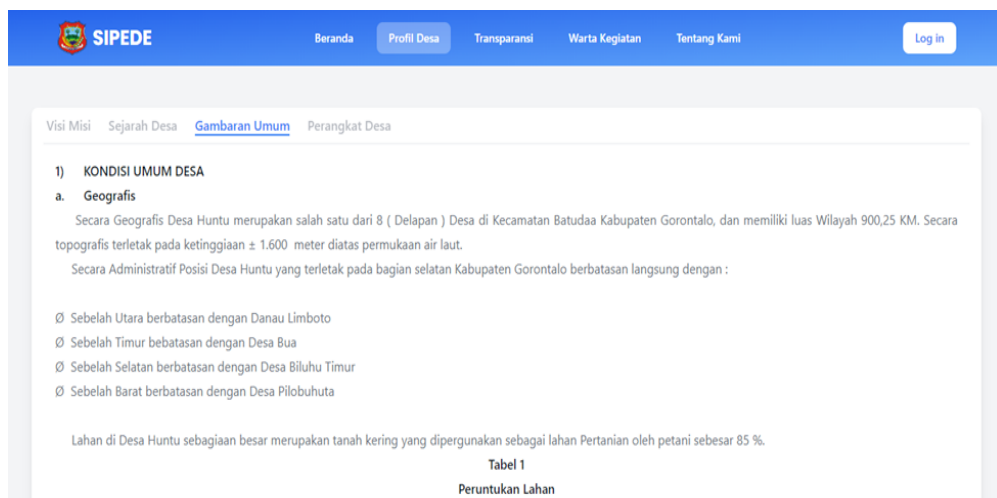 SIPEDE
Beranda Profil Desa Transparansi Warta Kegiatan Tentang Kami Log in
Visi Misi Sejarah Desa Gambaran Umum Perangkat Desa
1) KONDISI UMUM DESA
a. Geografis
Secara Geografis Desa Huntu merupakan salah satu dari 8 ( Delapan ) Desa di Kecamatan Batudaa Kabupaten Gorontalo, dan memiliki luas Wilayah 900,25 KM. Secara
topografis terletak pada ketinggiaan ± 1.600 meter diatas permukaan air laut.
Secara Administratif Posisi Desa Huntu yang terletak pada bagian selatan Kabupaten Gorontalo berbatasan langsung dengan :
Ø Sebelah Utara berbatasan dengan Danau Limboto
Ø Sebelah Timur bebatasan dengan Desa Bua
Ø Sebelah Selatan berbatasan dengan Desa Biluhu Timur
Ø Sebelah Barat berbatasan dengan Desa Pilobuhuta
Lahan di Desa Huntu sebagiaan besar merupakan tanah kering yang dipergunakan sebagai lahan Pertanian oleh petani sebesar 85 %.
Tabel 1
Peruntukan Lahan